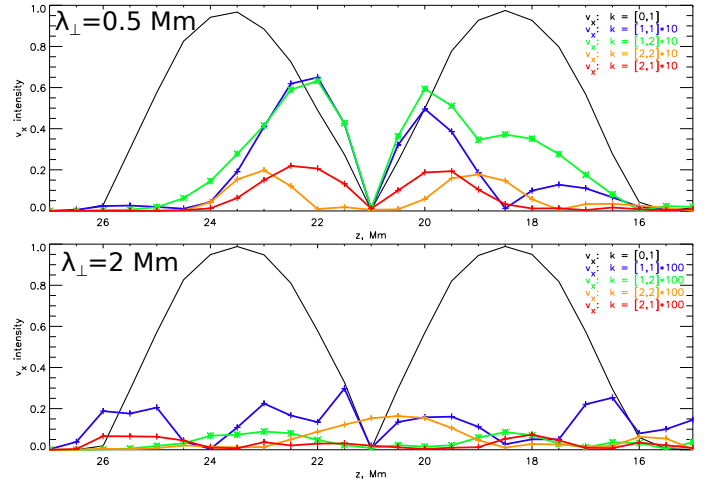 λ⊥=0.5 Mm
1.0
0.8
0.6
0.4
0.2
0.0
vx intensity
vx: k = [0,1]
vx: k = [1,1]*10
vx: k = [1,2]*10
vx: k = [2,2]*10
vx: k = [2,1]*10
26 24 22 20 18 16
z, Mm
λ⊥=2 Mm
1.0
0.8
0.6
0.4
0.2
0.0
vx intensity
vx: k = [0,1]
vx: k = [1,1]*100
vx: k = [1,2]*100
vx: k = [2,2]*100
vx: k = [2,1]*100
26 24 22 20 18 16
z, Mm